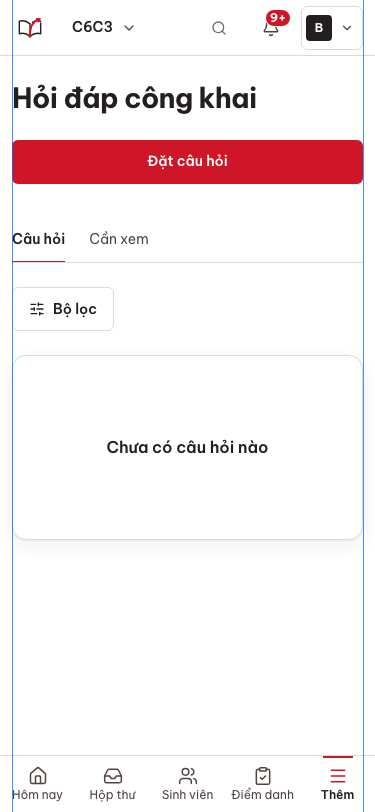 C6C3
9+
B
Hỏi đáp công khai
Đặt câu hỏi
Câu hỏi
Cần xem
Bộ lọc
Chưa có câu hỏi nào
Hôm nay
Hộp thư
Sinh viên
Điểm danh
Thêm